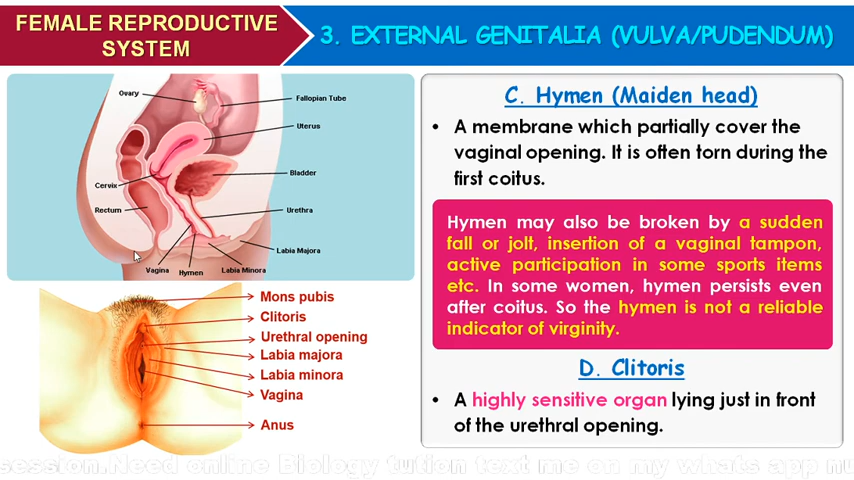 FEMALE REPRODUCTIVE
SYSTEM
3. EXTERNAL GENITALIA (VULVA/PUDENDUM)
Ovary
Fallopian Tube
Uterus
Bladder
Cervix
Rectum
Urethra
Labia Majora
Vagina
Hymen
Labia Minora
Mons pubis
Clitoris
Urethral opening
Labia majora
Labia minora
Vagina
Anus
C. Hymen (Maiden head)
• A membrane which partially cover the
vaginal opening. It is often torn during the
first coitus.
Hymen may also be broken by a sudden
fall or jolt, insertion of a vaginal tampon,
active participation in some sports items
etc. In some women, hymen persists even
after coitus. So the hymen is not a reliable
indicator of virginity.
D. Clitoris
• A highly sensitive organ lying just in front
of the urethral opening.
session.Need online Biology tution text me on my whats app nu